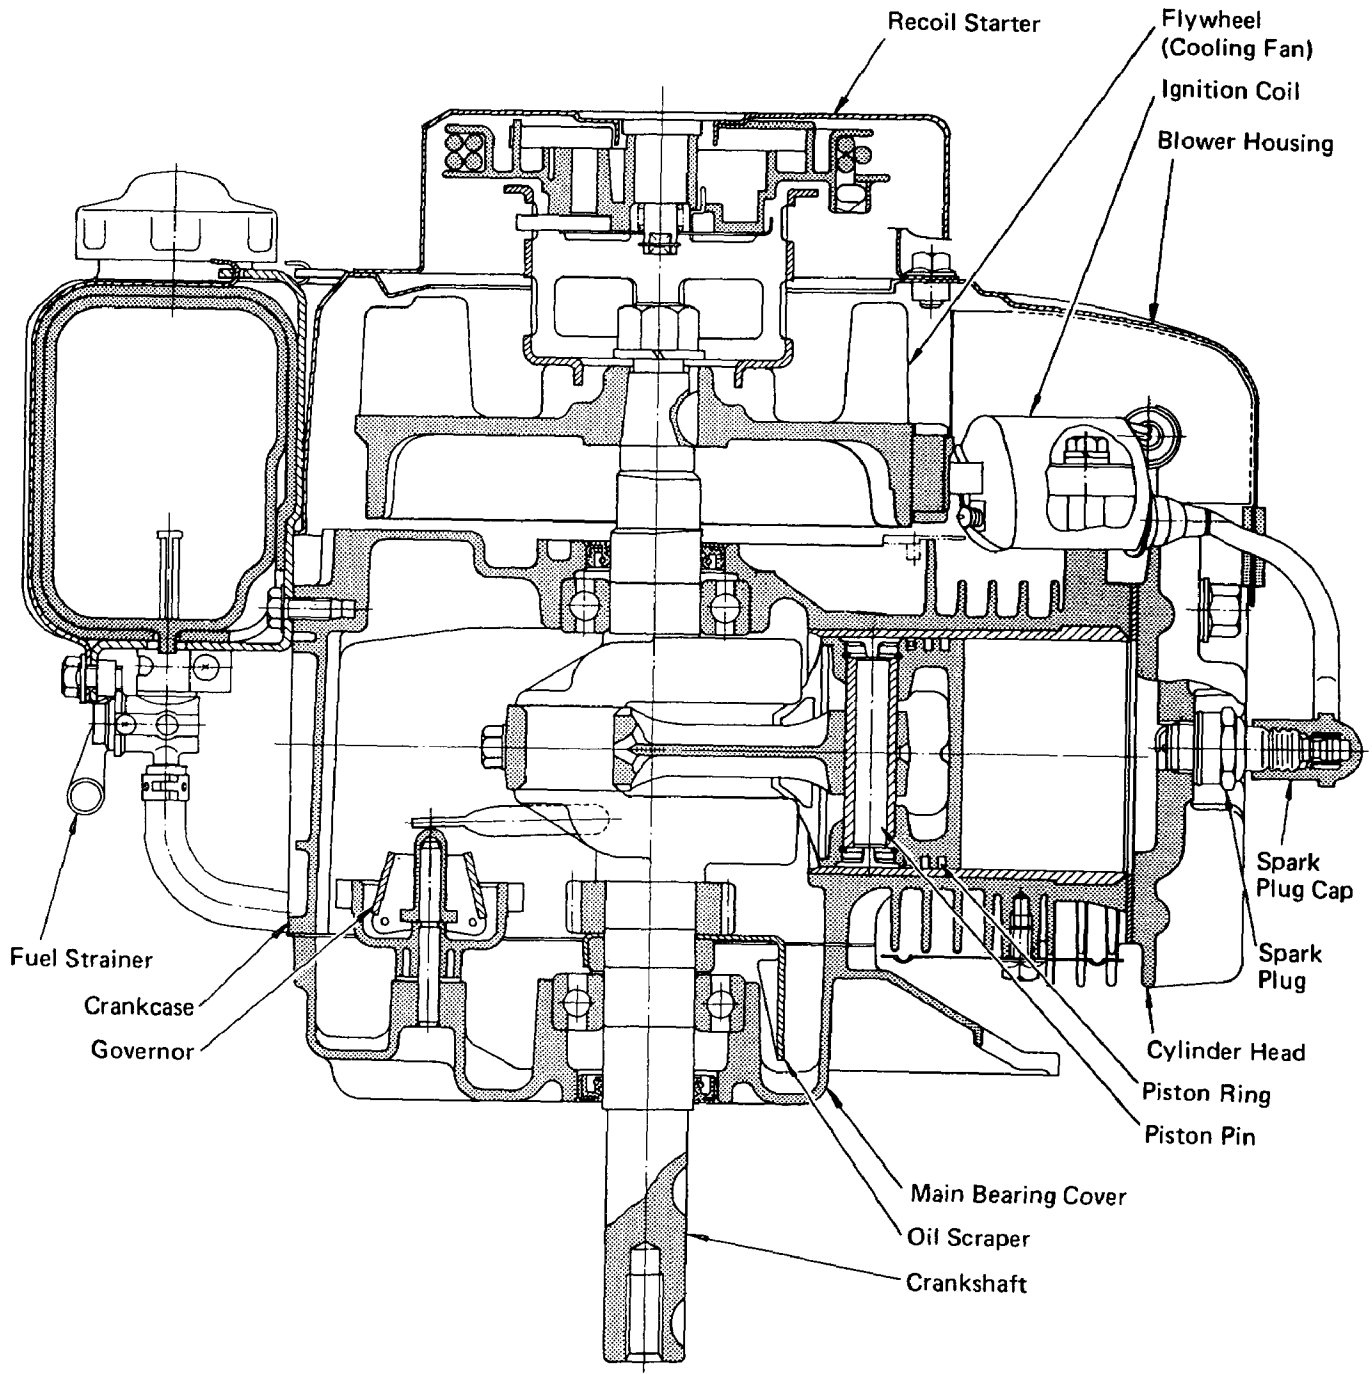 Recoil Starter
Flywheel
(Cooling Fan)
Ignition Coil
Blower Housing
Spark
Plug Cap
Spark
Plug
Fuel Strainer
Crankcase
Governor
Cylinder Head
Piston Ring
Piston Pin
Main Bearing Cover
Oil Scraper
Crankshaft